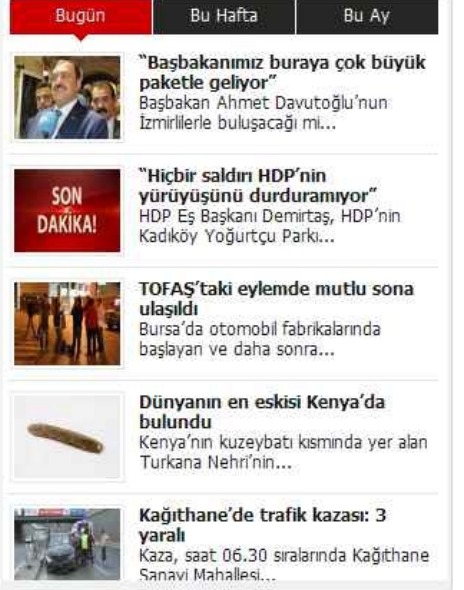 Bugün Bu Hafta Bu Ay
“Başbakanımız buraya çok büyük
paketle geliyor”
Başbakan Ahmet Davutoğlu’nun
İzmirlilerle buluşacağı mi...
“Hiçbir saldırı HDP’nin
yürüyüşünü durduramıyor”
HDP Eş Başkanı Demirtaş, HDP’nin
Kadıköy Yoğurtçu Parkı...
SON
DAKİKA!
TOFAŞ’taki eylemde mutlu sona
ulaşıldı
Bursa’da otomobil fabrikalarında
başlayan ve daha sonra...
Dünyanın en eskisi Kenya’da
bulundu
Kenya’nın kuzeybatı kısmında yer alan
Turkana Nehri’nin...
Kağıthane’de trafik kazası: 3
yaralı
Kaza, saat 06.30 sıralarında Kağıthane
Sanayi Mahallesi...